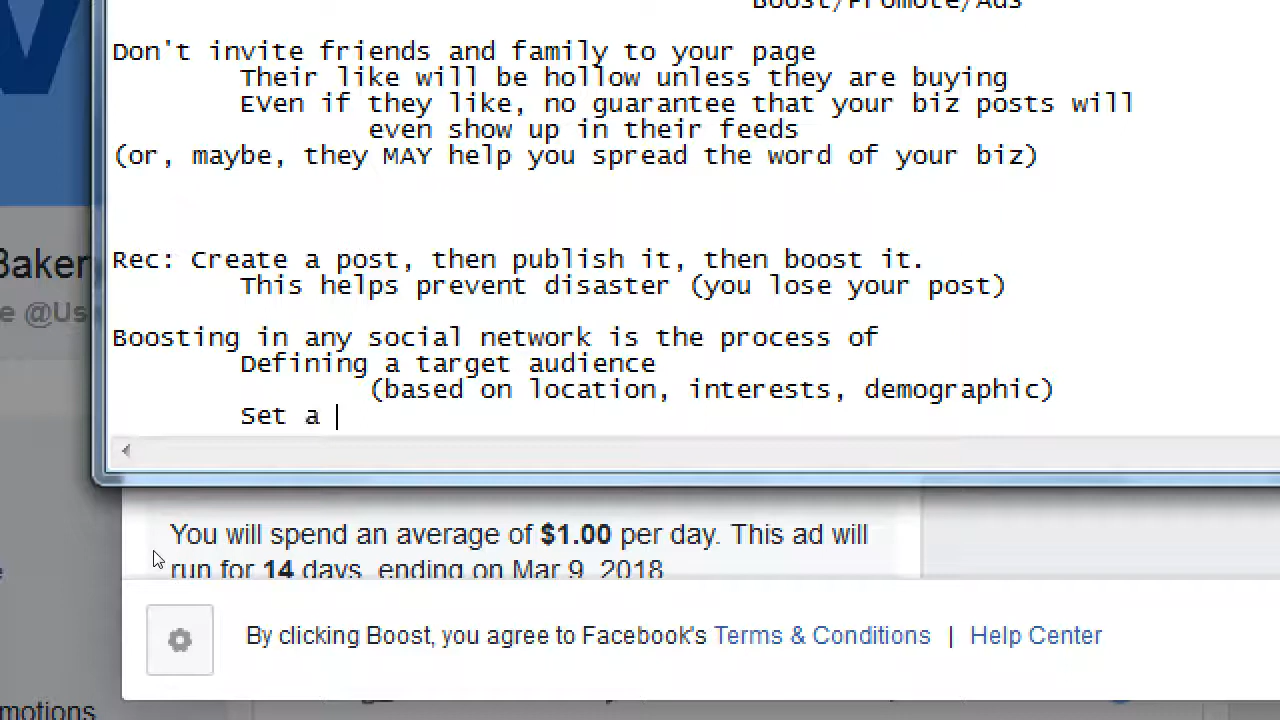 Boost/Promote/Ads
Don't invite friends and family to your page
Their like will be hollow unless they are buying
EVen if they like, no guarantee that your biz posts will
even show up in their feeds
(or, maybe, they MAY help you spread the word of your biz)
Rec: Create a post, then publish it, then boost it.
This helps prevent disaster (you lose your post)
Boosting in any social network is the process of
Defining a target audience
(based on location, interests, demographic)
Set a
Baker
e @Us
You will spend an average of $1.00 per day. This ad will
run for 14 days, ending on Mar 9, 2018
By clicking Boost, you agree to Facebook's Terms & Conditions | Help Center
motions